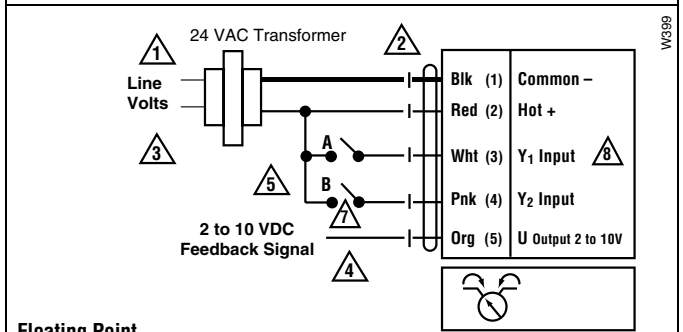 W399
24 VAC Transformer
1
2
Line
Volts
3
Blk (1) Common –
Red (2) Hot +
A
Wht (3) Y1 Input 8
5
B
7
Pnk (4) Y2 Input
2 to 10 VDC
Feedback Signal
4
Org (5) U Output 2 to 10V
Floating Point